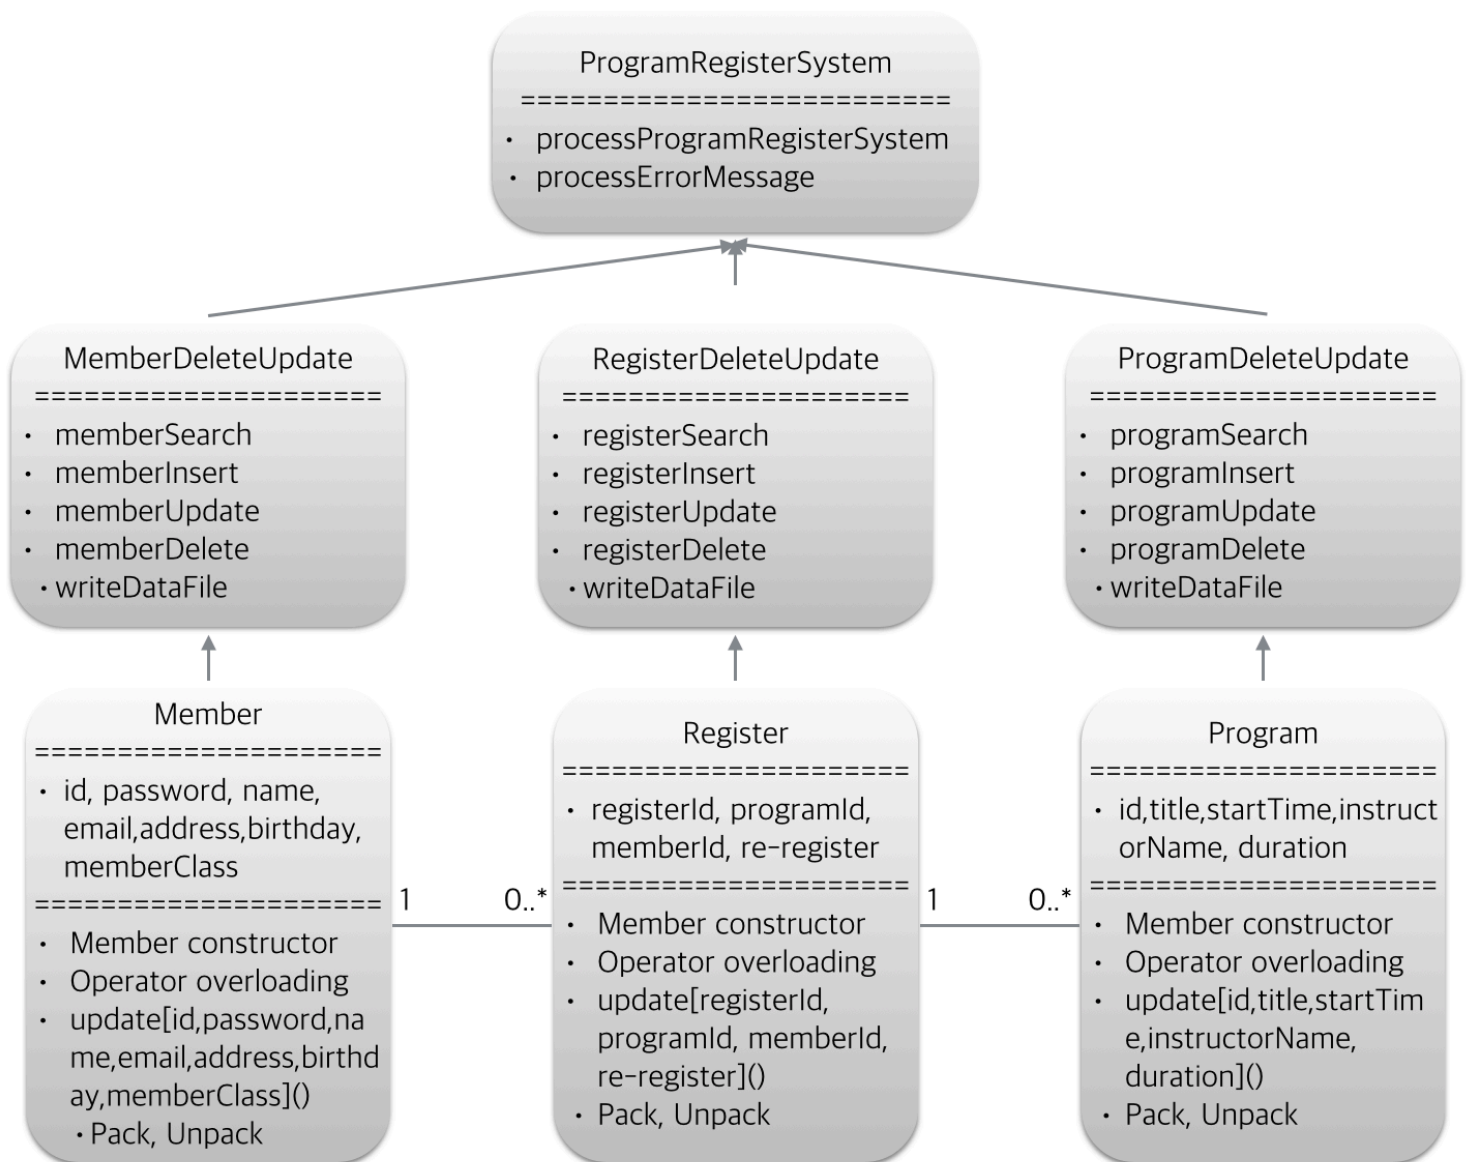 ProgramRegisterSystem
==========================
· processProgramRegisterSystem
· processErrorMessage
MemberDeleteUpdate
=====================
· memberSearch
· memberInsert
· memberUpdate
· memberDelete
· writeDataFile
RegisterDeleteUpdate
=====================
· registerSearch
· registerInsert
· registerUpdate
· registerDelete
· writeDataFile
ProgramDeleteUpdate
=====================
· programSearch
· programInsert
· programUpdate
· programDelete
· writeDataFile
Member
=====================
· id, password, name,
email,address,birthday,
memberClass
=====================
· Member constructor
· Operator overloading
· update[id,password,na
me,email,address,birthd
ay,memberClass]()
· Pack, Unpack
1 0..*
Register
=====================
· registerId, programId,
memberId, re-register
=====================
· Member constructor
· Operator overloading
· update[registerId,
programId, memberId,
re-register]()
· Pack, Unpack
1 0..*
Program
=====================
· id,title,startTime,instruct
orName, duration
=====================
· Member constructor
· Operator overloading
· update[id,title,startTim
e,instructorName,
duration]()
· Pack, Unpack